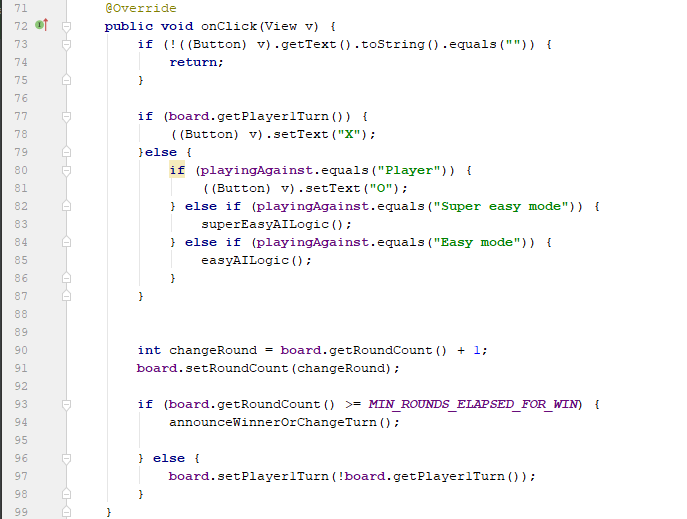 71 @Override
72 public void onClick(View v) {
73 if (!((Button) v).getText().toString().equals("")) {
74 return;
75 }
76
77 if (board.getPlayer1Turn()) {
78 ((Button) v).setText("X");
79 }else {
80 if (playingAgainst.equals("Player")) {
81 ((Button) v).setText("O");
82 } else if (playingAgainst.equals("Super easy mode")) {
83 superEasyAILogic();
84 } else if (playingAgainst.equals("Easy mode")) {
85 easyAILogic();
86 }
87 }
88
89
90 int changeRound = board.getRoundCount() + 1;
91 board.setRoundCount(changeRound);
92
93 if (board.getRoundCount() >= MIN_ROUNDS_ELAPSED_FOR_WIN) {
94 announceWinnerOrChangeTurn();
95
96 } else {
97 board.setPlayer1Turn(!board.getPlayer1Turn());
98 }
99 }